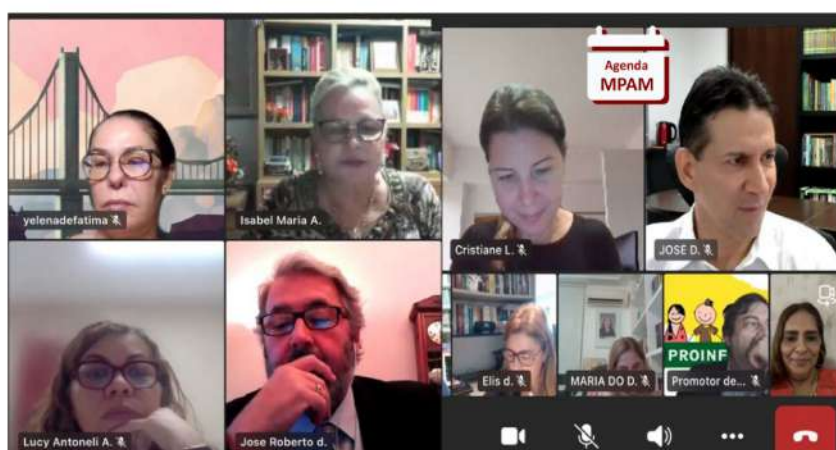 Agenda
MPAM
yelenadefatima
Isabel Maria A.
Cristiane L.
JOSE D.
Lucy Antoneli A.
Jose Roberto d.
Elis d.
MARIA DO D.
PROINF
Promotor de...